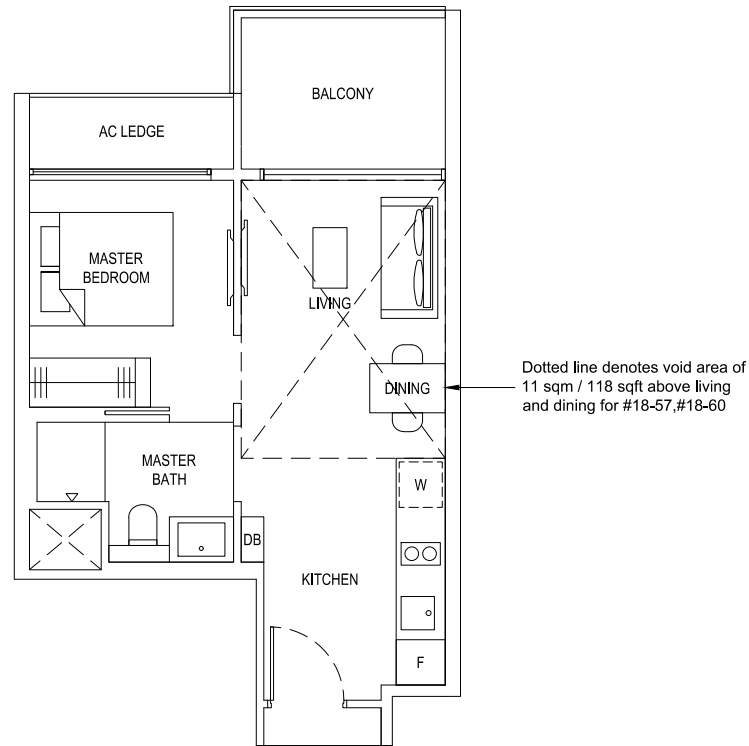 BALCONY
AC LEDGE
MASTER
BEDROOM
LIVING
DINING
Dotted line denotes void area of
11 sqm / 118 sqft above living
and dining for #18-57,#18-60
MASTER
BATH
W
DB
KITCHEN
F